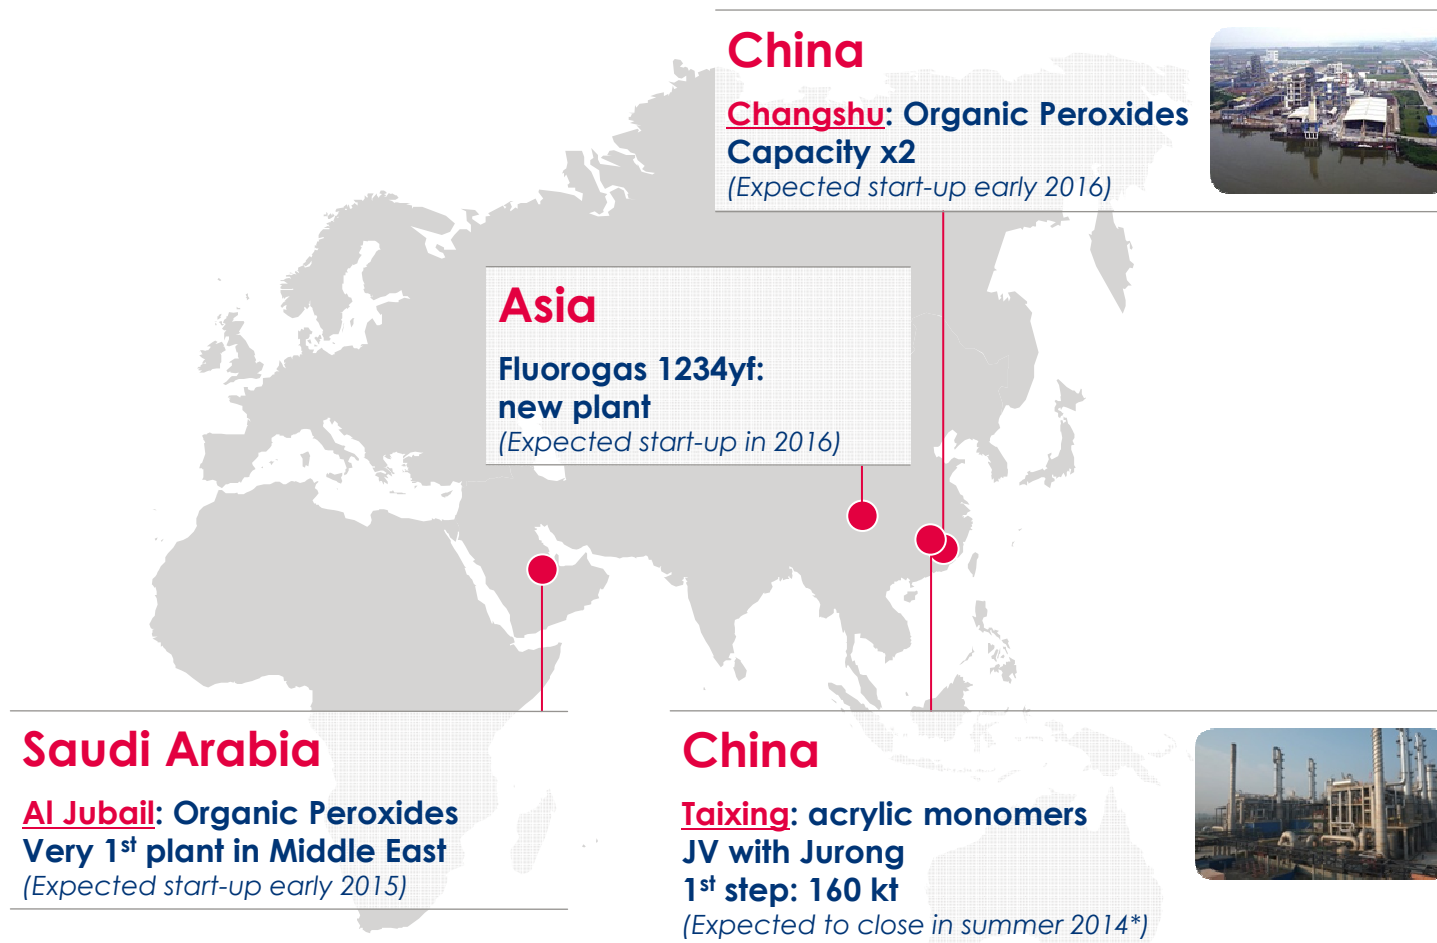 China
Changshu: Organic Peroxides
Capacity x2
(Expected start-up early 2016)
Asia
Fluorogas 1234yf:
new plant
(Expected start-up in 2016)
Saudi Arabia
Al Jubail: Organic Peroxides
Very 1st plant in Middle East
(Expected start-up early 2015)
China
Taixing: acrylic monomers
JV with Jurong
1st step: 160 kt
(Expected to close in summer 2014*)